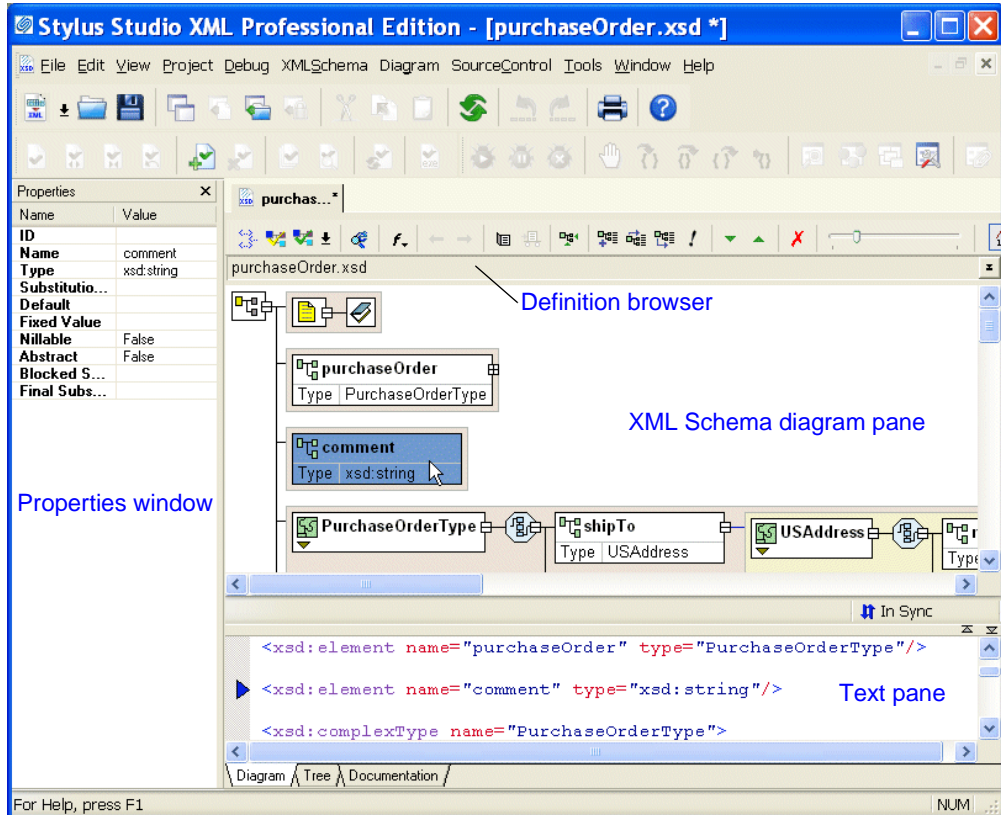 Stylus Studio XML Professional Edition - [purchaseOrder.xsd *]
File Edit View Project Debug XMLSchema Diagram SourceControl Tools Window Help
Properties
Name Value
ID
Name comment
Type xsd:string
Substitutio...
Default
Fixed Value
Nillable False
Abstract False
Blocked S...
Final Subs...
Properties window
purchas...*
purchaseOrder.xsd
Definition browser
purchaseOrder
Type PurchaseOrderType
XML Schema diagram pane
comment
Type xsd:string
PurchaseOrderType
shipTo
Type USAddress
USAddress
Type
In Sync
<xsd:element name="purchaseOrder" type="PurchaseOrderType"/>
<xsd:element name="comment" type="xsd:string"/>
Text pane
<xsd:complexType name="PurchaseOrderType">
Diagram Tree Documentation
For Help, press F1
NUM